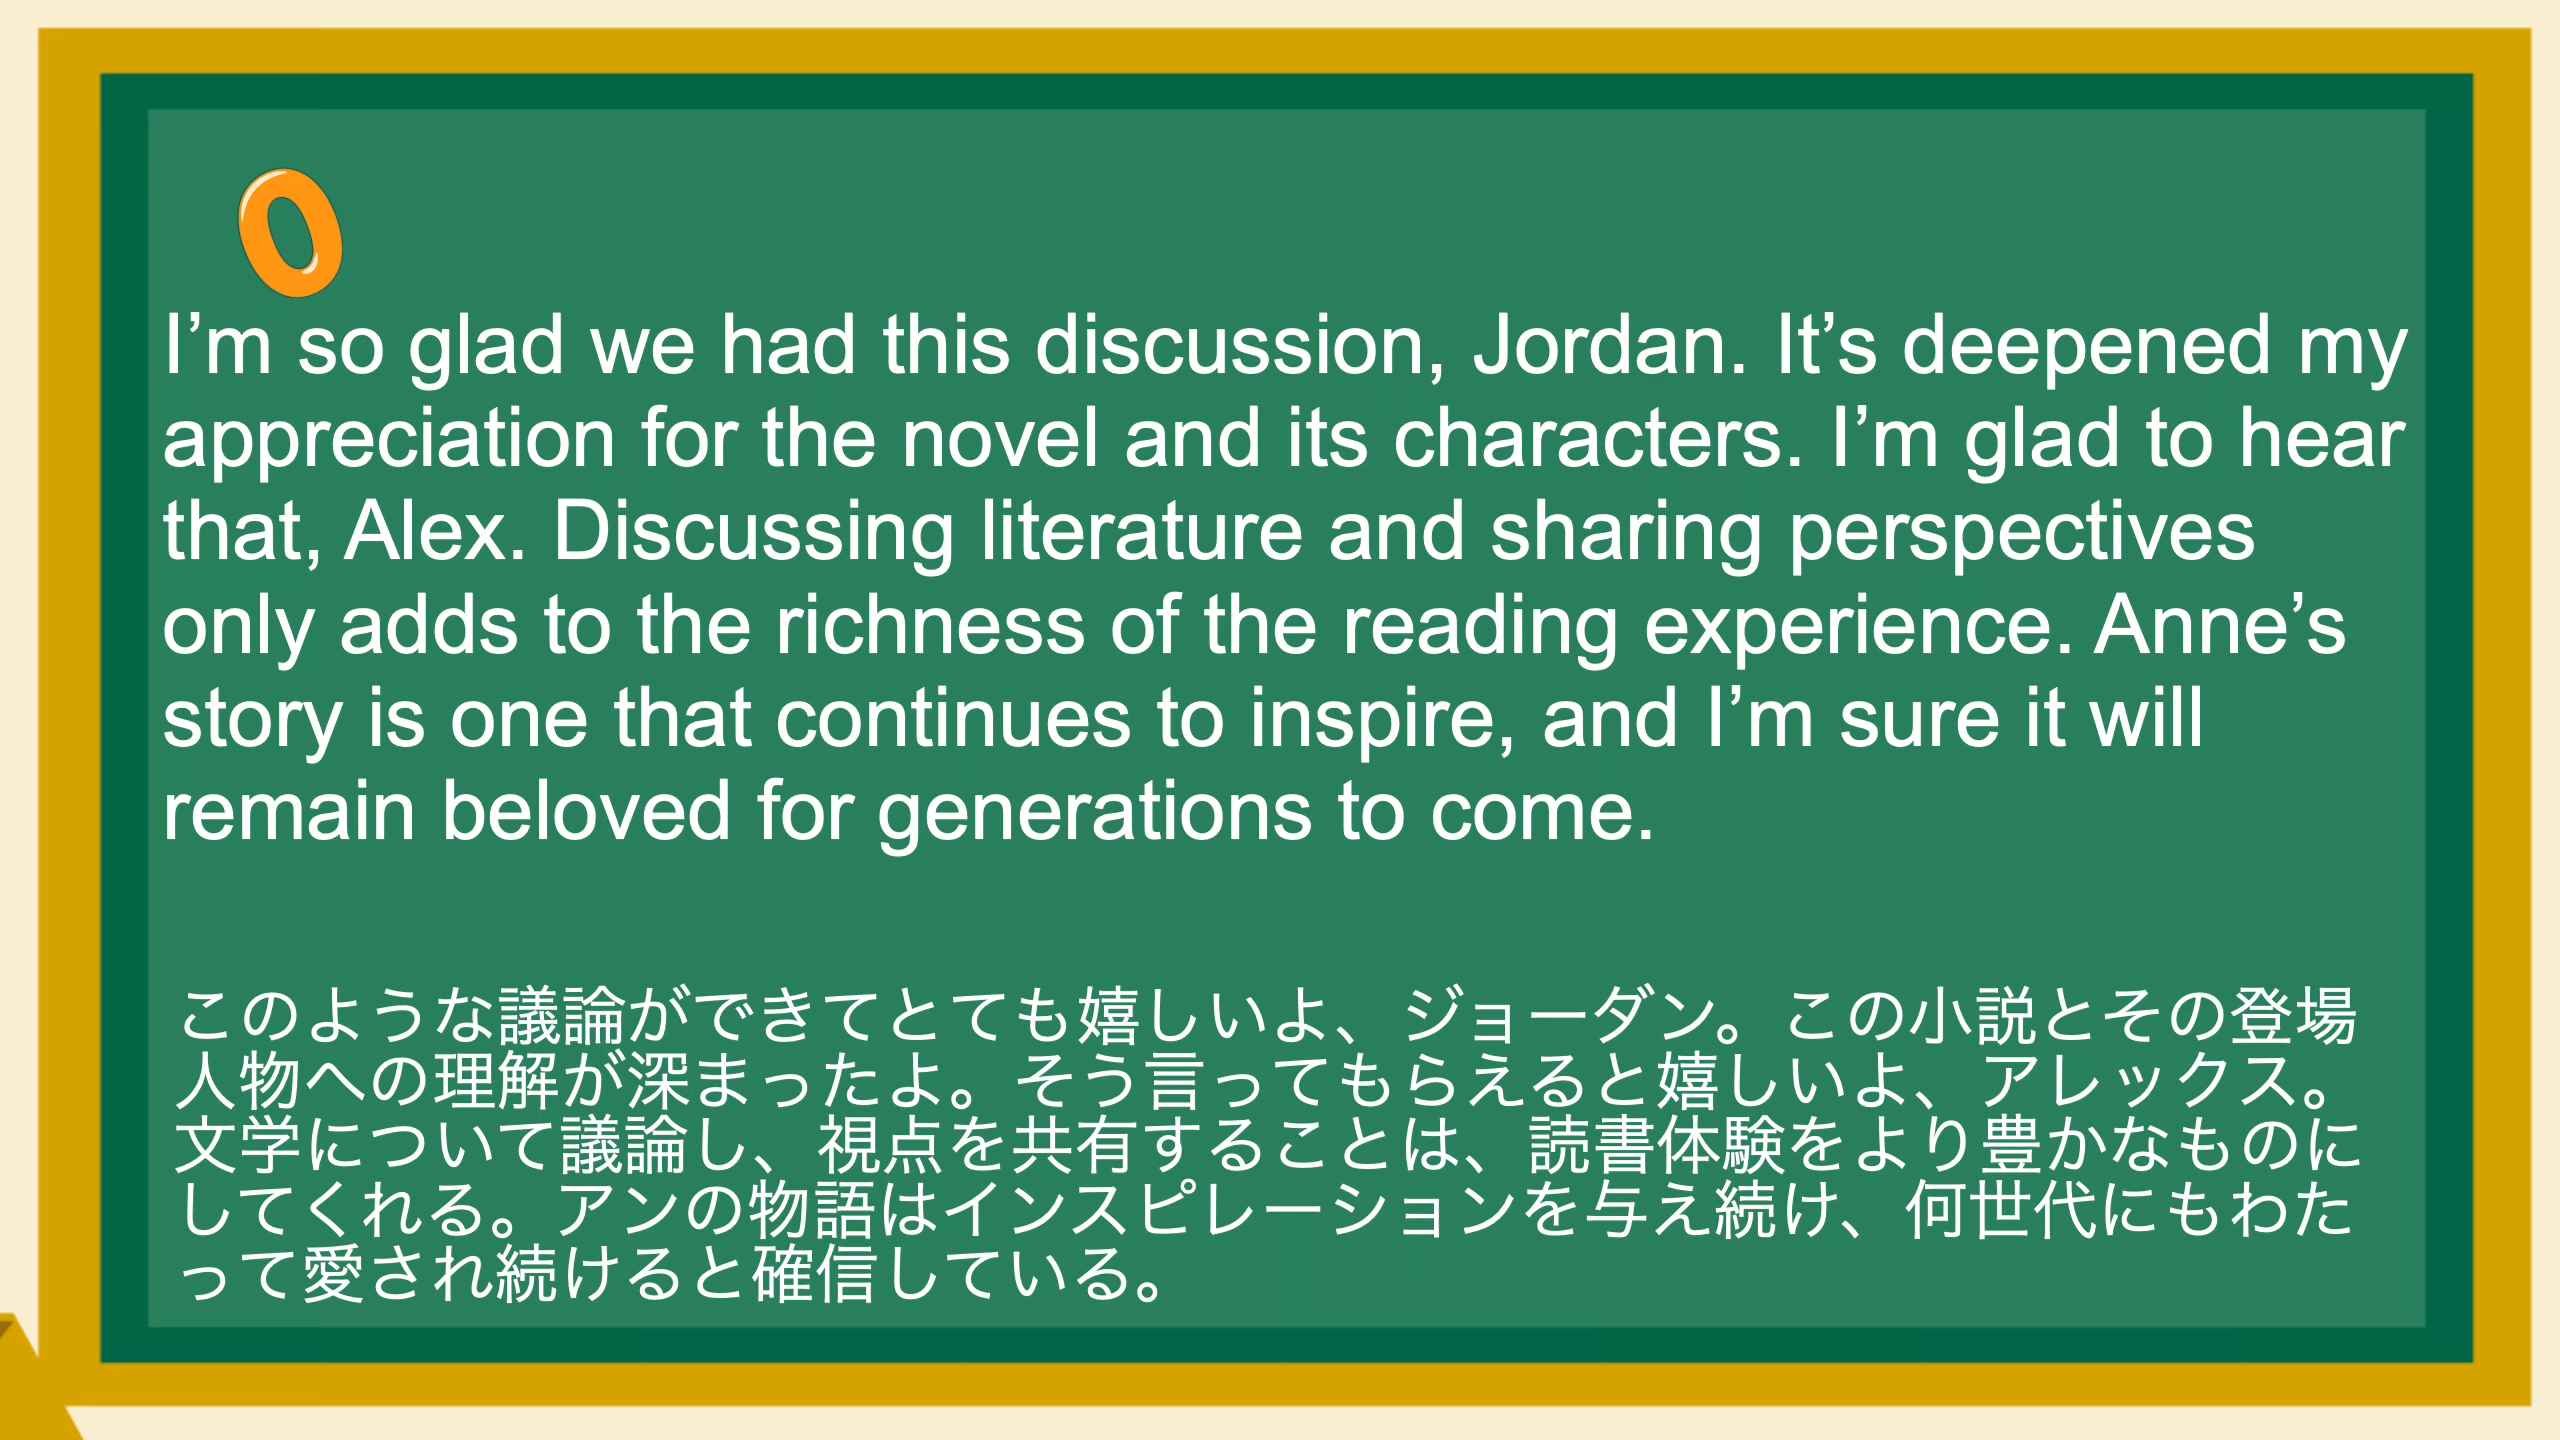 0
I’m so glad we had this discussion, Jordan. It’s deepened my
appreciation for the novel and its characters. I’m glad to hear
that, Alex. Discussing literature and sharing perspectives
only adds to the richness of the reading experience. Anne’s
story is one that continues to inspire, and I’m sure it will
remain beloved for generations to come.
このような議論ができてとても嬉しいよ、ジョーダン。この小説とその登場
人物への理解が深まったよ。そう言ってもらえると嬉しいよ、アレックス。
文学について議論し、視点を共有することは、読書体験をより豊かなものに
してくれる。アンの物語はインスピレーションを与え続け、何世代にもわた
って愛され続けると確信している。